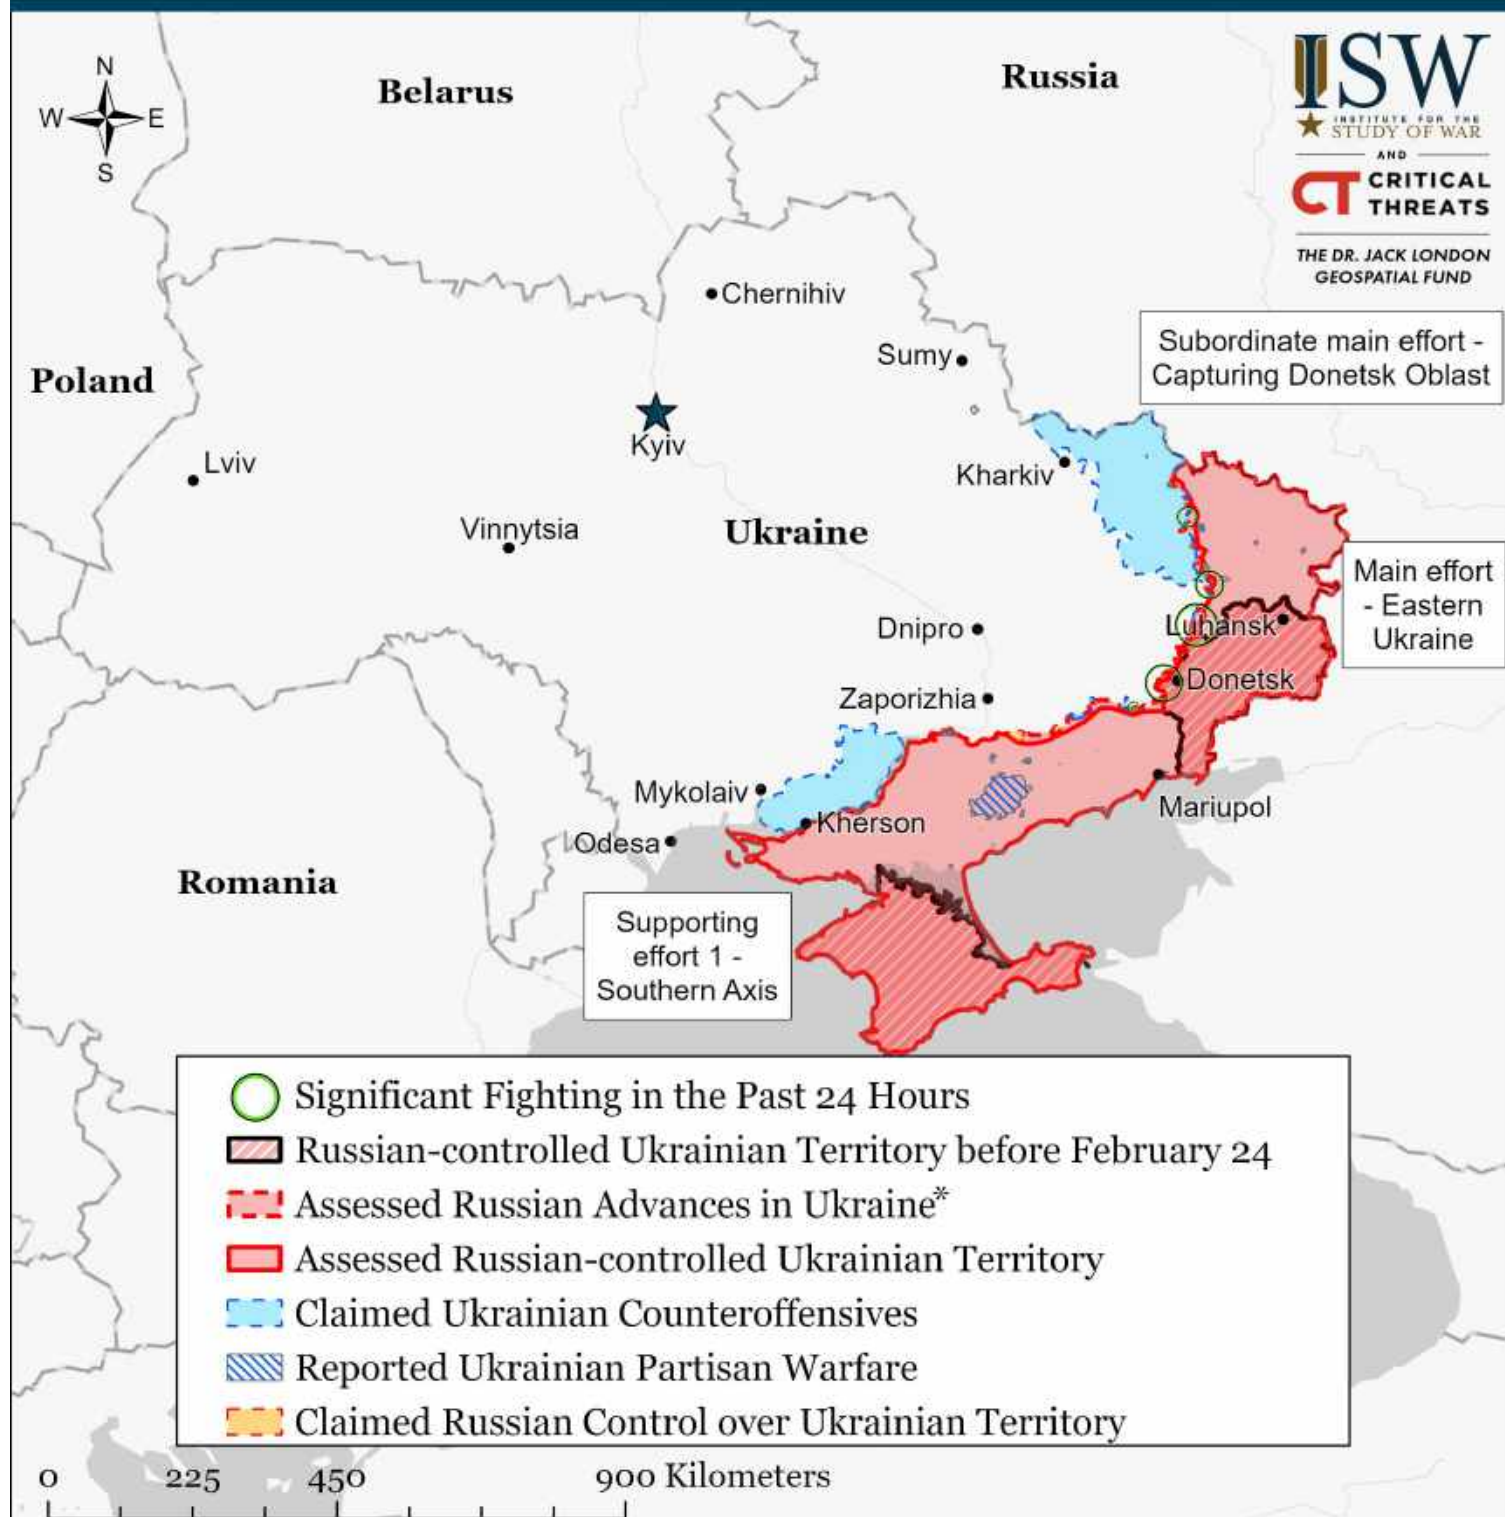 N
W E
S
Belarus
Russia
ISW
INSTITUTE FOR THE
STUDY OF WAR
AND
CT CRITICAL
THREATS
THE DR. JACK LONDON
GEOSPATIAL FUND
Chernihiv
Sumy
Subordinate main effort -
Capturing Donetsk Oblast
Poland
Kyiv
Lviv
Kharkiv
Vinnytsia
Ukraine
Main effort
- Eastern
Ukraine
Dnipro
Luhansk
Donetsk
Zaporizhia
Mykolaiv
Mariupol
Kherson
Odesa
Romania
Supporting
effort 1 -
Southern Axis
Significant Fighting in the Past 24 Hours
Russian-controlled Ukrainian Territory before February 24
Assessed Russian Advances in Ukraine*
Assessed Russian-controlled Ukrainian Territory
Claimed Ukrainian Counteroffensives
Reported Ukrainian Partisan Warfare
Claimed Russian Control over Ukrainian Territory
0 225 450 900 Kilometers